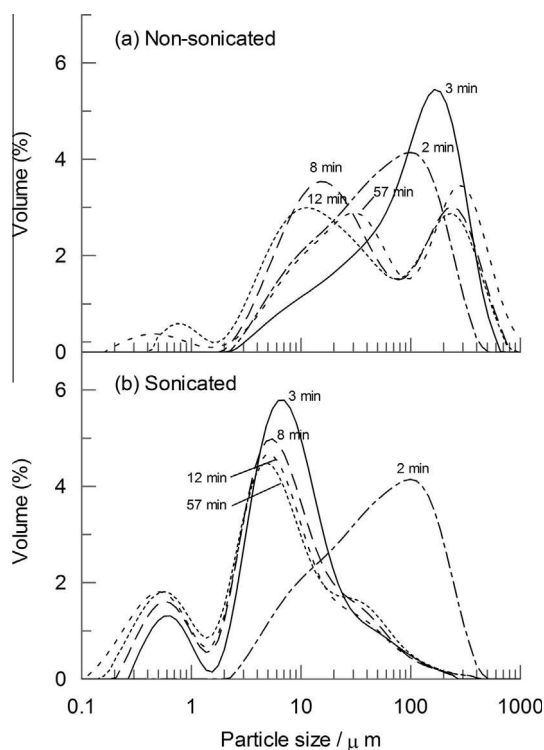 (a) Non-sonicated
3 min
2 min
8 min
57 min
12 min
Volume (%)
6
4
2
0
(b) Sonicated
3 min
8 min
12 min
57 min
2 min
Volume (%)
6
4
2
0
0.1 1 10 100 1000
Particle size / μ m